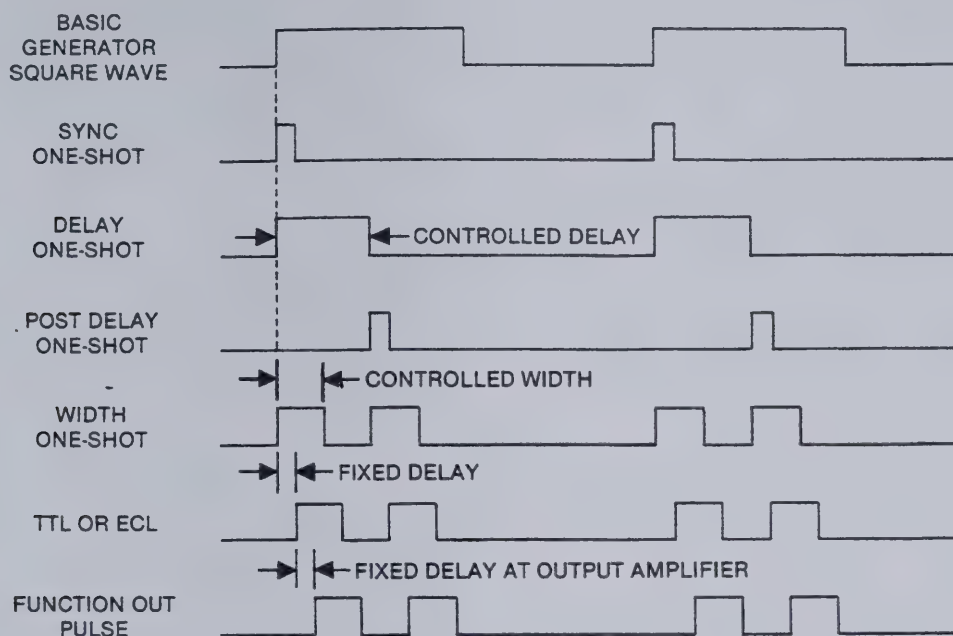 BASIC
GENERATOR
SQUARE WAVE
SYNC
ONE-SHOT
DELAY
ONE-SHOT
CONTROLLED DELAY
POST DELAY
ONE-SHOT
CONTROLLED WIDTH
WIDTH
ONE-SHOT
FIXED DELAY
TTL OR ECL
FIXED DELAY AT OUTPUT AMPLIFIER
FUNCTION OUT
PULSE